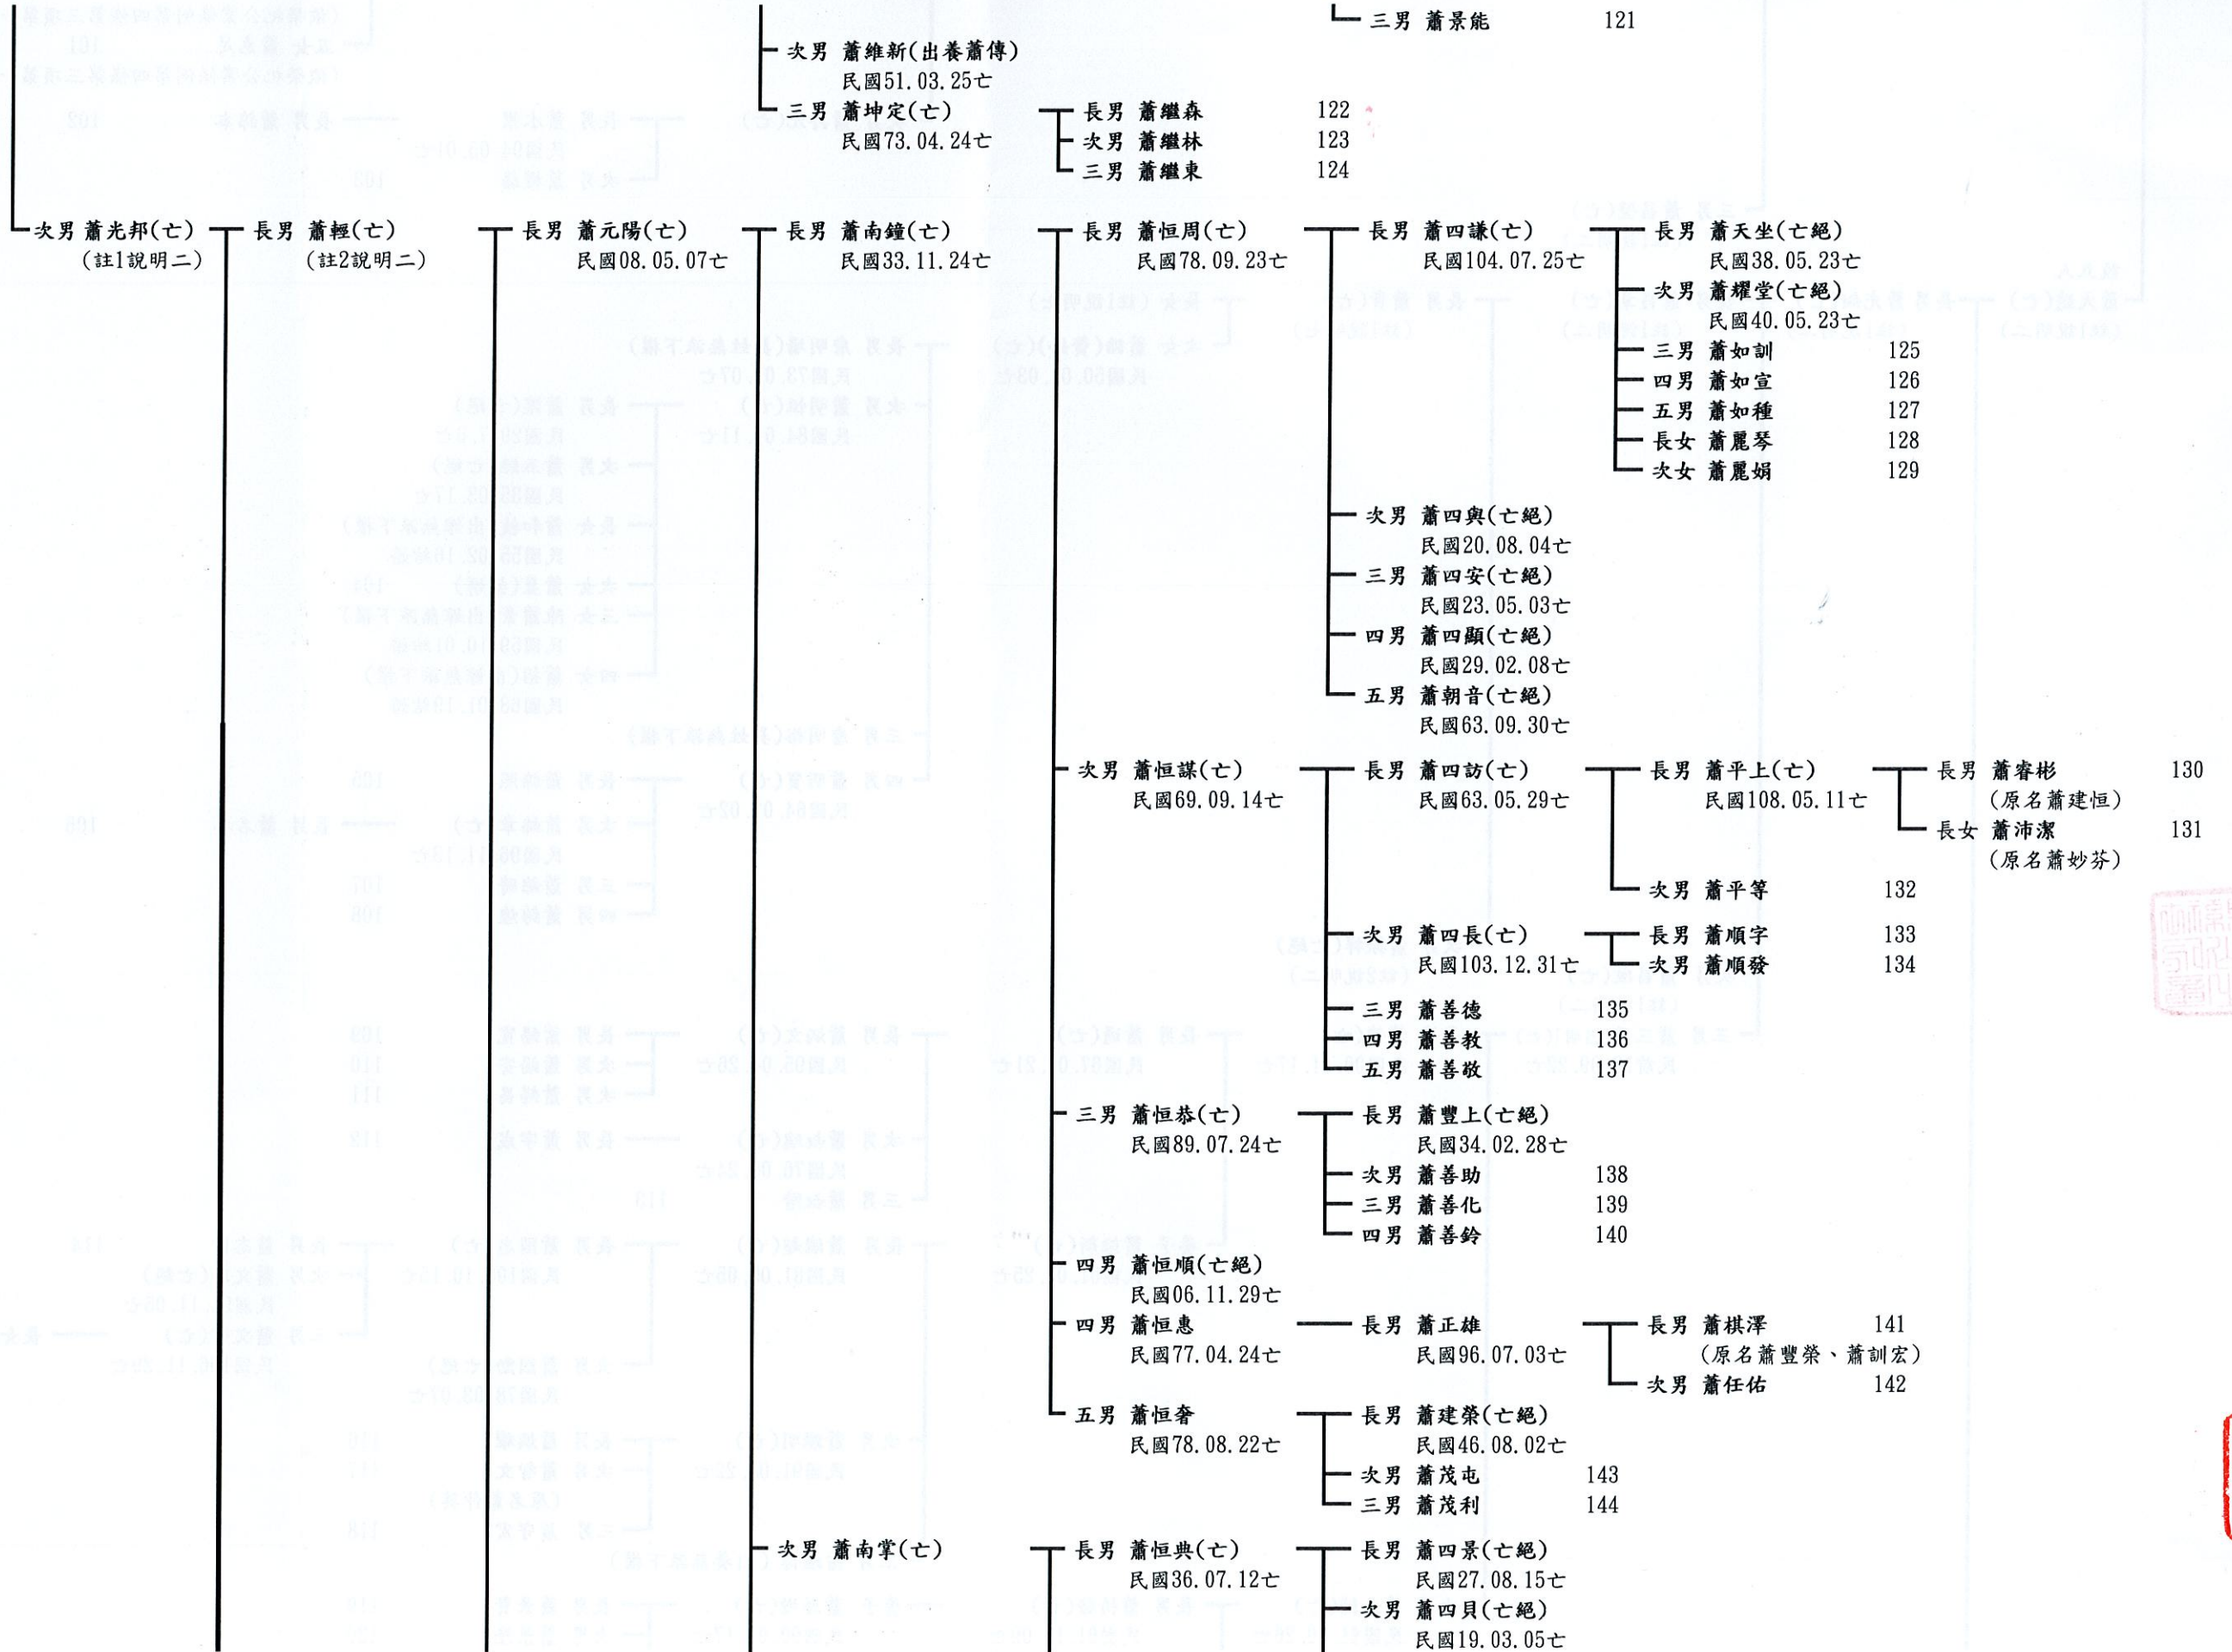 三男 蕭景能 121
次男 蕭維新(出養蕭傳)
民國51.03.25亡
三男 蕭坤定(亡) 長男 蕭繼森 122
民國73.04.24亡 次男 蕭繼林 123
三男 蕭繼東 124
次男 蕭光邦(亡) 長男 蕭輕(亡) 長男 蕭元陽(亡) 長男 蕭南鐘(亡) 長男 蕭恒周(亡) 長男 蕭四謙(亡) 長男 蕭天坐(亡絕)
(註1說明二) (註2說明二) 民國08.05.07亡 民國33.11.24亡 民國78.09.23亡 民國104.07.25亡 民國38.05.23亡
次男 蕭耀堂(亡絕)
民國40.05.23亡
三男 蕭如訓 125
四男 蕭如宣 126
五男 蕭如種 127
長女 蕭麗琴 128
次女 蕭麗娟 129
次男 蕭四與(亡絕)
民國20.08.04亡
三男 蕭四安(亡絕)
民國23.05.03亡
四男 蕭四顯(亡絕)
民國29.02.08亡
五男 蕭朝音(亡絕)
民國63.09.30亡
次男 蕭恒謀(亡) 長男 蕭四訪(亡) 長男 蕭平上(亡) 長男 蕭睿彬 130
民國69.09.14亡 民國63.05.29亡 民國108.05.11亡 (原名蕭建恒)
長女 蕭沛潔 131
(原名蕭妙芬)
次男 蕭平等 132
次男 蕭四長(亡) 長男 蕭順字 133
民國103.12.31亡 次男 蕭順發 134
三男 蕭善德 135
四男 蕭善教 136
五男 蕭善敬 137
三男 蕭恒恭(亡) 長男 蕭豐上(亡絕)
民國89.07.24亡 民國34.02.28亡
次男 蕭善助 138
三男 蕭善化 139
四男 蕭善鈴 140
四男 蕭恒順(亡絕)
民國06.11.29亡
四男 蕭恒惠 長男 蕭正雄 長男 蕭棋澤 141
民國77.04.24亡 民國96.07.03亡 (原名蕭豐榮、蕭訓宏)
次男 蕭任佑 142
五男 蕭恒奢 長男 蕭建榮(亡絕)
民國78.08.22亡 民國46.08.02亡
次男 蕭茂屯 143
三男 蕭茂利 144
次男 蕭南掌(亡) 長男 蕭恒典(亡) 長男 蕭四景(亡絕)
民國36.07.12亡 民國27.08.15亡
次男 蕭四貝(亡絕)
民國19.03.05亡